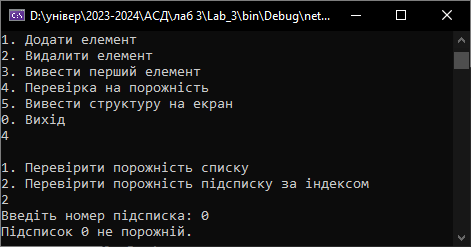 D:\універ\2023-2024\АСД\лаб 3\Lab_3\bin\Debug\net...
1. Додати елемент
2. Видалити елемент
3. Вивести перший елемент
4. Перевірка на порожність
5. Вивести структуру на екран
0. Вихід
4
1. Перевірити порожність списку
2. Перевірити порожність підсписку за індексом
2
Введіть номер підсписка: 0
Підсписок 0 не порожній.